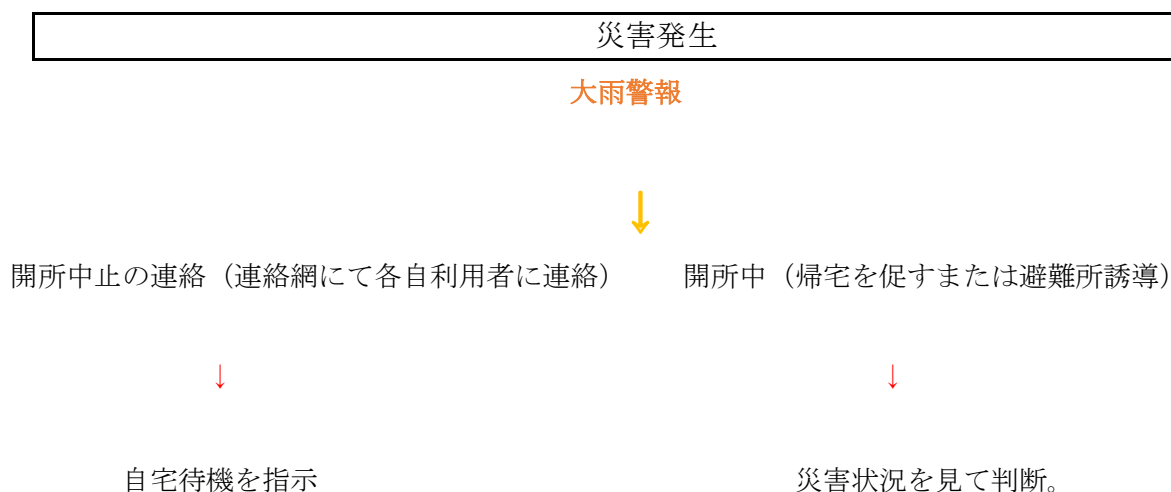 災害発生
大雨警報
↓
開所中止の連絡（連絡網にて各自利用者に連絡）　開所中（帰宅を促すまたは避難所誘導）
↓　↓
自宅待機を指示　災害状況を見て判断。